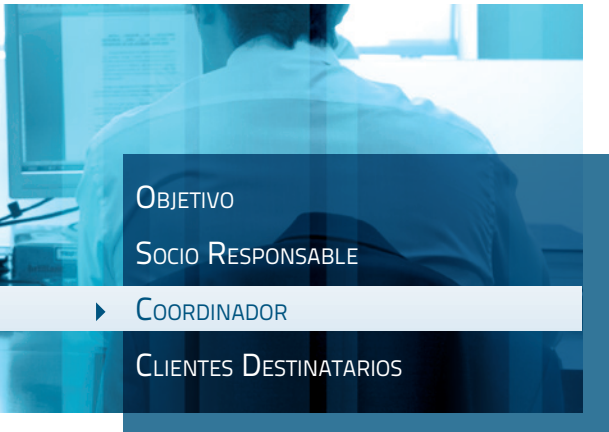 Objetivo
Socio Responsable
Coordinador
Clientes Destinatarios